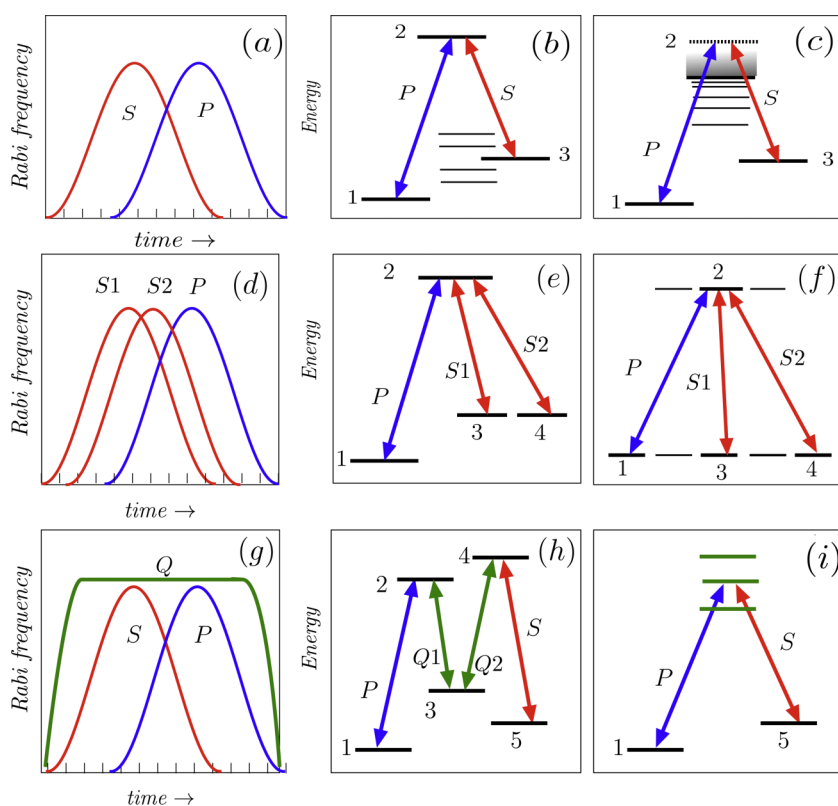 Rabi frequency
S
P
(a)
time →
Energy
2
(b)
P
S
3
1
2
(c)
S
P
3
1
Rabi frequency
S1 S2 P
(d)
time →
Energy
2
(e)
S2
S1
P
3 4
1
2
(f)
S2
P
S1
1 3 4
Rabi frequency
Q
(g)
S P
time →
Energy
4
(h)
2
S
Q1 Q2
P
3
5
1
(i)
P
S
1
5